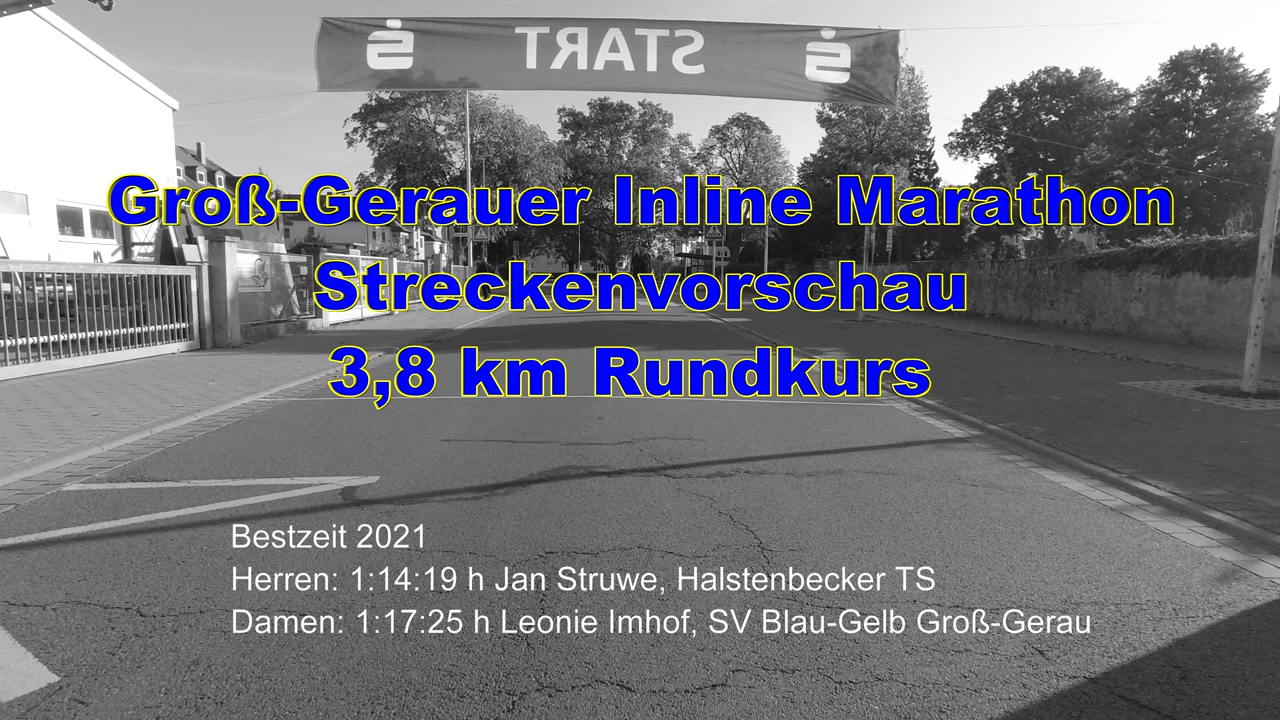 START
Groß-Gerauer Inline Marathon
Streckenvorschau
3,8 km Rundkurs
Bestzeit 2021
Herren: 1:14:19 h Jan Struwe, Halstenbecker TS
Damen: 1:17:25 h Leonie Imhof, SV Blau-Gelb Groß-Gerau